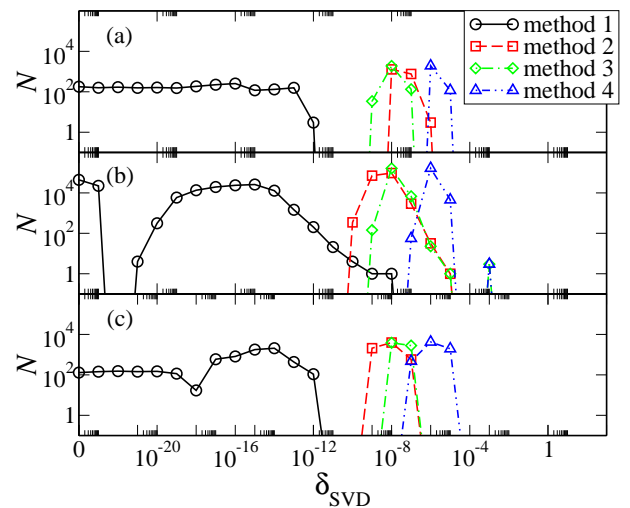 (a)
method 1
method 2
method 3
method 4
N
10^4
10^2
1
(b)
N
10^4
10^2
1
(c)
N
10^4
10^2
1
0 10^-20 10^-16 10^-12 10^-8 10^-4 1
δ_SVD